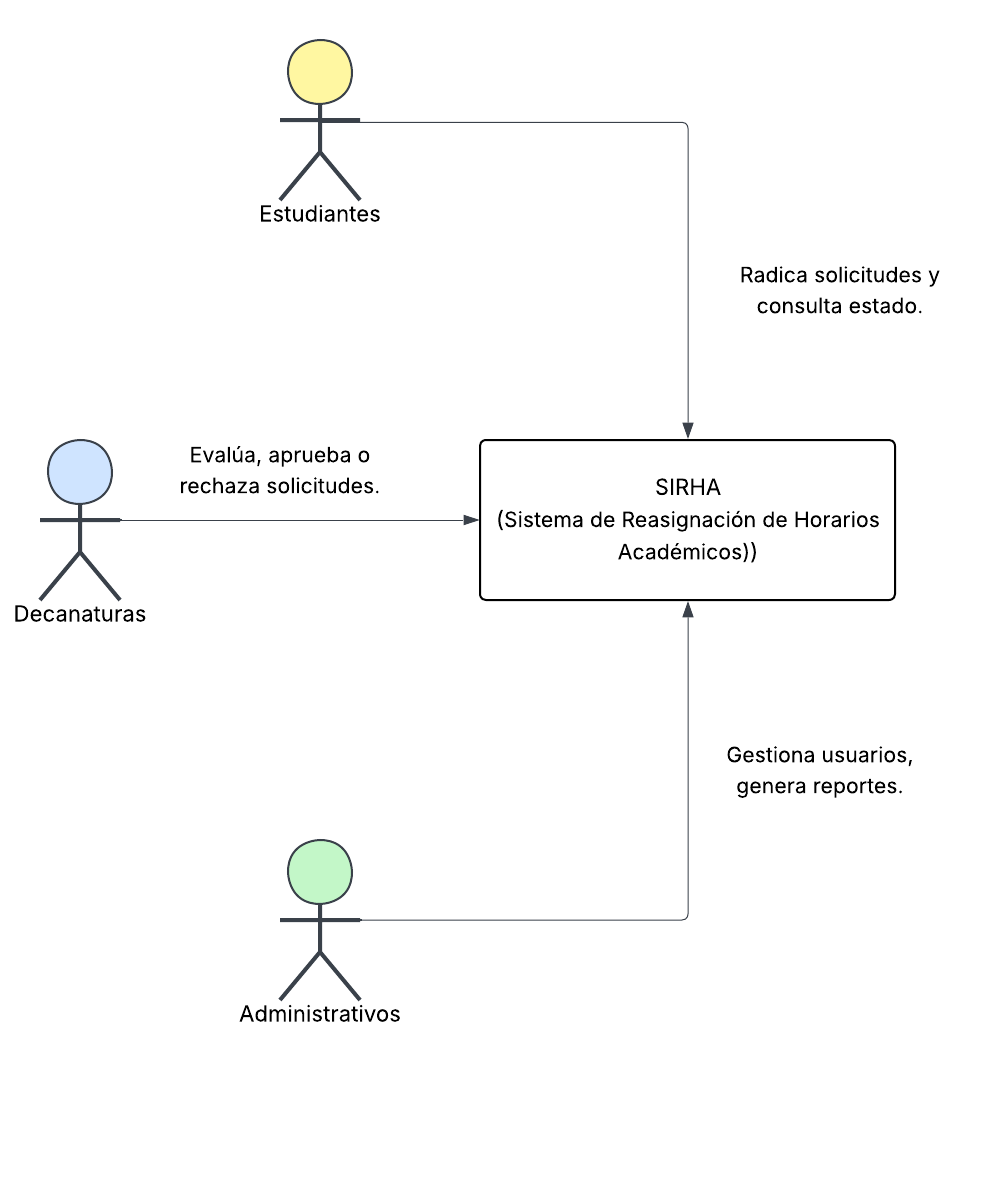 Estudiantes
Radica solicitudes y
consulta estado.
Evalúa, aprueba o
rechaza solicitudes.
SIRHA
(Sistema de Reasignación de Horarios
Académicos))
Decanaturas
Gestiona usuarios,
genera reportes.
Administrativos